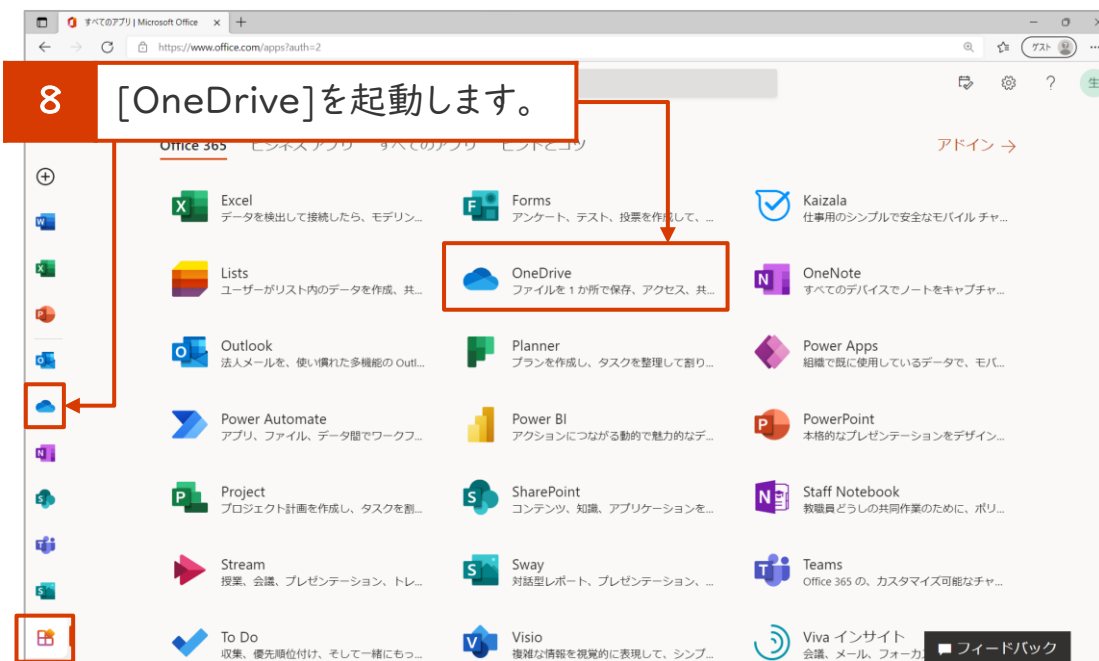 すべてのアプリ | Microsoft Office
https://www.office.com/apps?auth=2
ゲスト
8
[OneDrive]を起動します。
生
Office 365 ビジネス アプリ すべてのアプリ ヒントとコツ
アドイン →
Excel
データを検出して接続したら、モデリン...
Forms
アンケート、テスト、投票を作成して、...
Kaizala
仕事用のシンプルで安全なモバイル チャ...
Lists
ユーザーがリスト内のデータを作成、共...
OneDrive
ファイルを 1 か所で保存、アクセス、共...
OneNote
すべてのデバイスでノートをキャプチャ...
Outlook
法人メールを、使い慣れた多機能の Outl...
Planner
プランを作成し、タスクを整理して割り...
Power Apps
組織で既に使用しているデータで、モバ...
Power Automate
アプリ、ファイル、データ間でワークフ...
Power BI
アクションにつながる動的で魅力的なデ...
PowerPoint
本格的なプレゼンテーションをデザイン...
Project
プロジェクト計画を作成し、タスクを割...
SharePoint
コンテンツ、知識、アプリケーションを...
Staff Notebook
教職員どうしの共同作業のために、ポリ...
Stream
授業、会議、プレゼンテーション、トレ...
Sway
対話型レポート、プレゼンテーション、...
Teams
Office 365 の、カスタマイズ可能なチャ...
To Do
収集、優先順位付け、そして一緒にもっ...
Visio
複雑な情報を視覚的に表現して、シンプ...
Viva インサイト
会議、メール、フォーカ
フィードバック